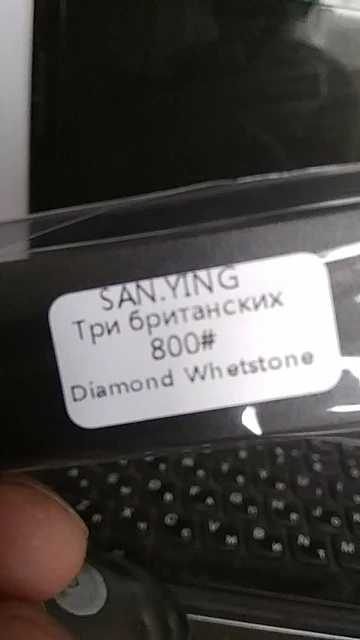 SAN.YING
Три британских
800#
Diamond Whetstone